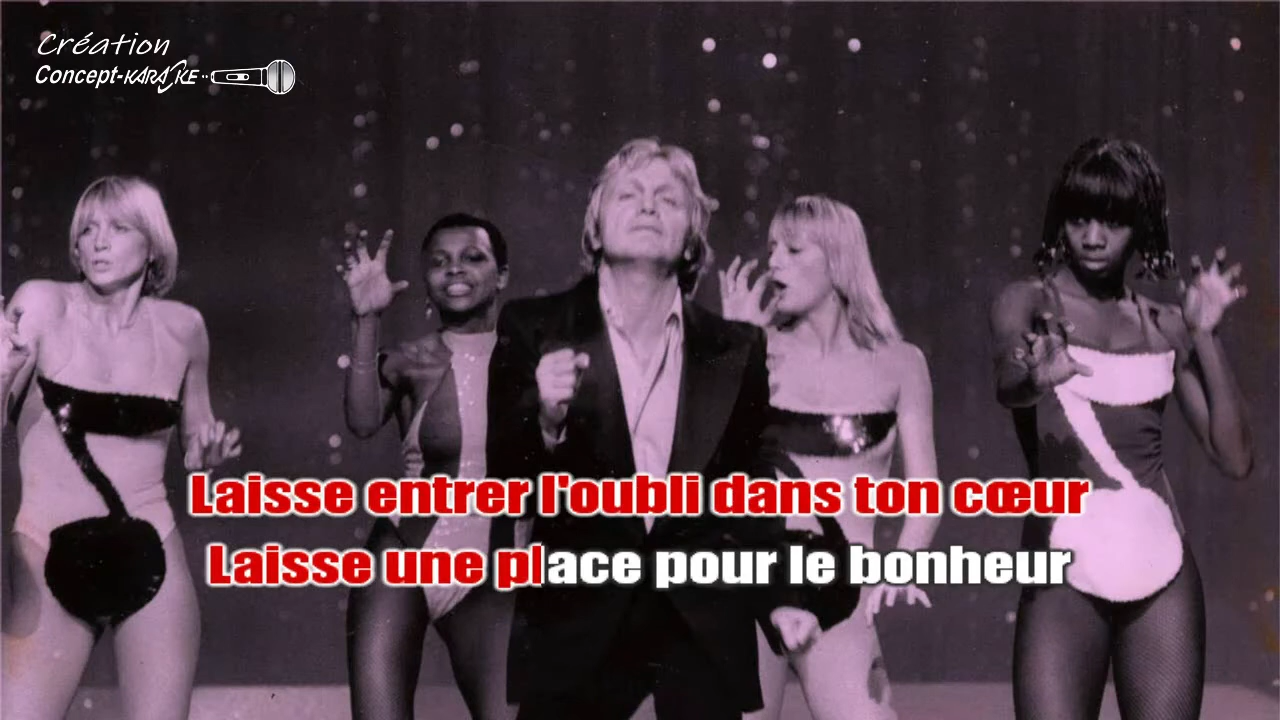 Création
Concept-KARAOKE
Laisse entrer l'oubli dans ton cœur
Laisse une place pour le bonheur